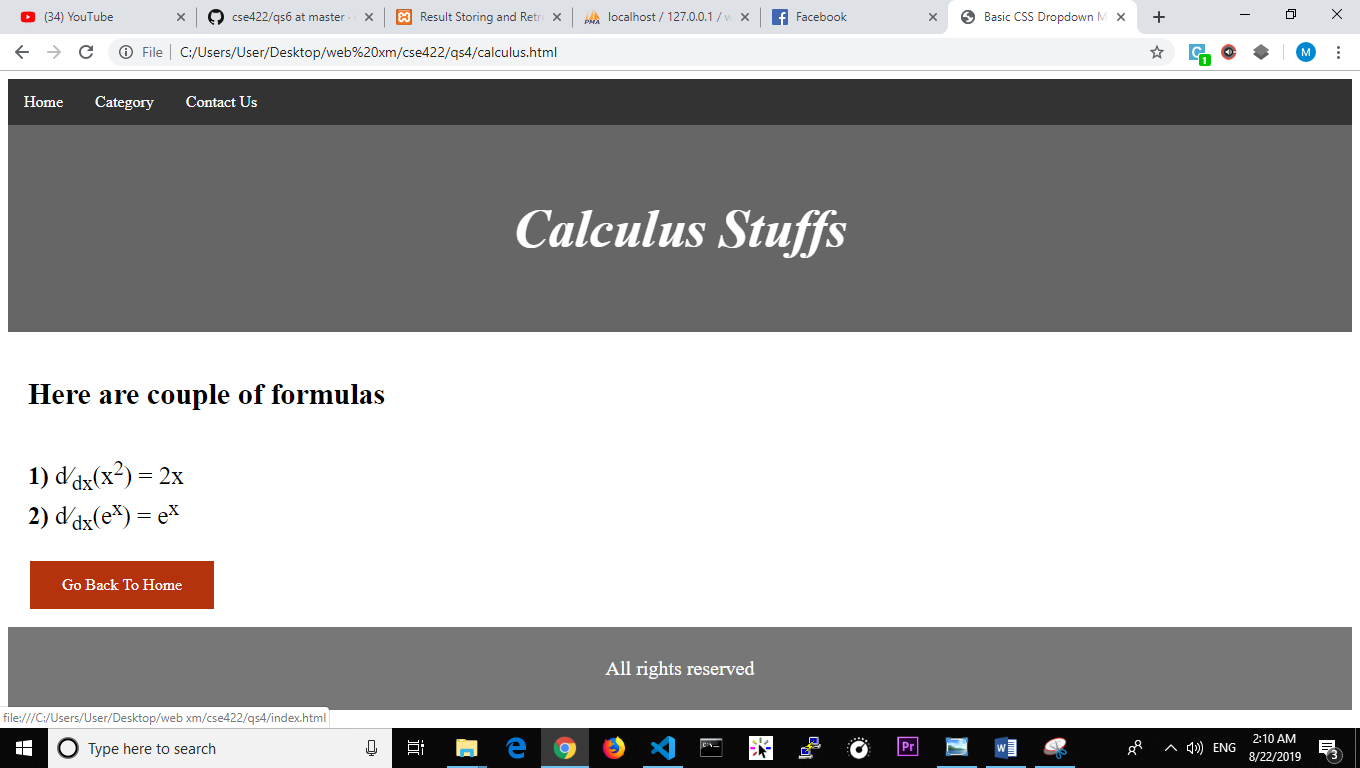 (34) YouTube
cse422/qs6 at master
Result Storing and Retr
localhost / 127.0.0.1 / w
Facebook
Basic CSS Dropdown M
File C:/Users/User/Desktop/web%20xm/cse422/qs4/calculus.html
1
M
Home Category Contact Us
Calculus Stuffs
Here are couple of formulas
1) d⁄dx(x²) = 2x
2) d⁄dx(eˣ) = eˣ
Go Back To Home
All rights reserved
file:///C:/Users/User/Desktop/web xm/cse422/qs4/index.html
Type here to search
Pr
ENG
2:10 AM
8/22/2019
3